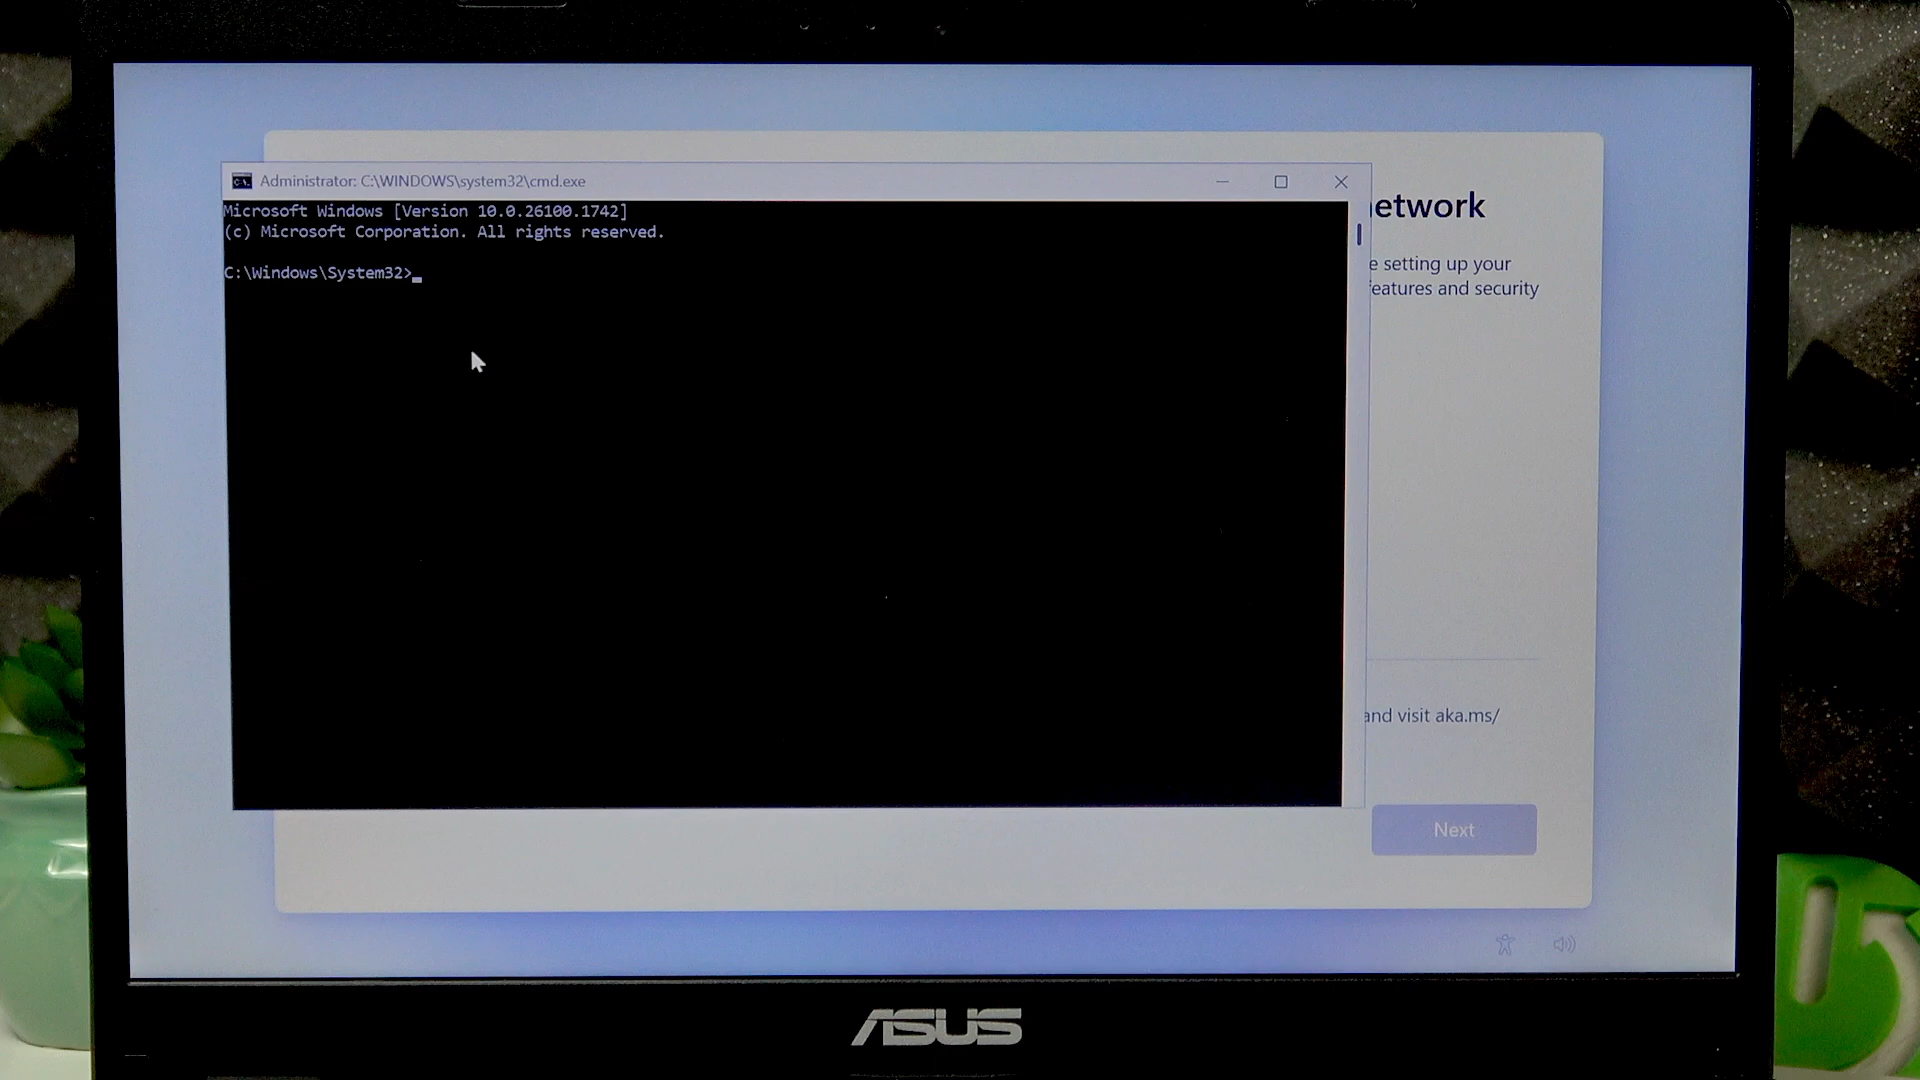 Administrator: C:\WINDOWS\system32\cmd.exe
Microsoft Windows [Version 10.0.26100.1742]
(c) Microsoft Corporation. All rights reserved.
C:\Windows\System32>
etwork
e setting up your
features and security
and visit aka.ms/
Next
ASUS